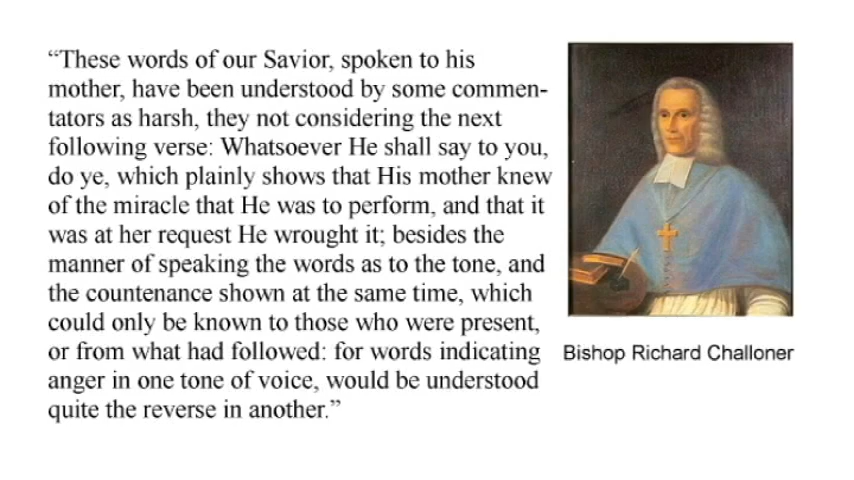 “These words of our Savior, spoken to his
mother, have been understood by some commen-
tators as harsh, they not considering the next
following verse: Whatsoever He shall say to you,
do ye, which plainly shows that His mother knew
of the miracle that He was to perform, and that it
was at her request He wrought it; besides the
manner of speaking the words as to the tone, and
the countenance shown at the same time, which
could only be known to those who were present,
or from what had followed: for words indicating
anger in one tone of voice, would be understood
quite the reverse in another.”
Bishop Richard Challoner